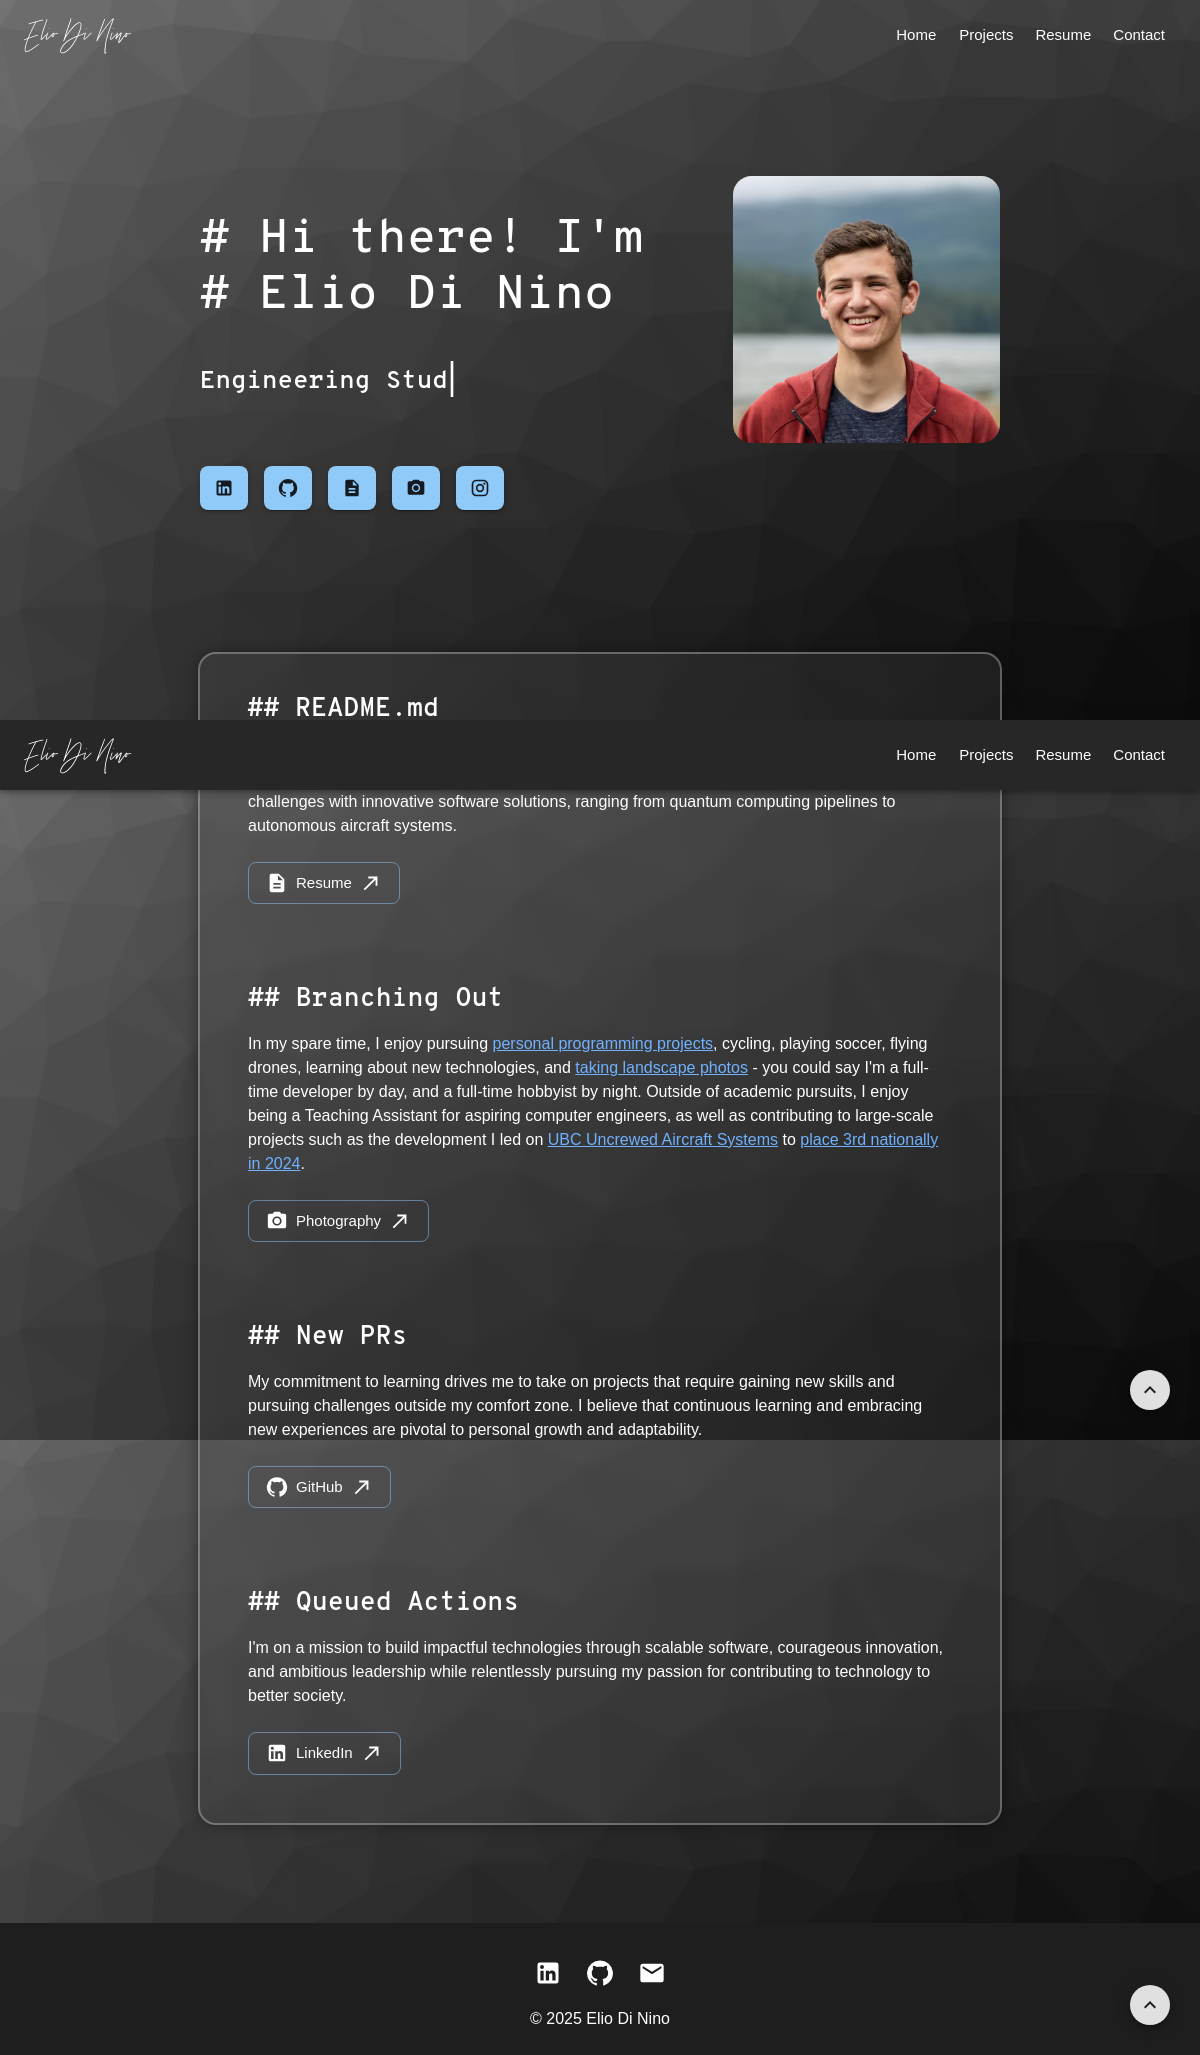 Elio Di Nino
Home Projects Resume Contact
# Hi there! I'm
# Elio Di Nino
Engineering Stud
## README.md
Elio Di Nino
Home Projects Resume Contact
challenges with innovative software solutions, ranging from quantum computing pipelines to
autonomous aircraft systems.
Resume
## Branching Out
In my spare time, I enjoy pursuing personal programming projects, cycling, playing soccer, flying
drones, learning about new technologies, and taking landscape photos - you could say I'm a full-
time developer by day, and a full-time hobbyist by night. Outside of academic pursuits, I enjoy
being a Teaching Assistant for aspiring computer engineers, as well as contributing to large-scale
projects such as the development I led on UBC Uncrewed Aircraft Systems to place 3rd nationally
in 2024.
Photography
## New PRs
My commitment to learning drives me to take on projects that require gaining new skills and
pursuing challenges outside my comfort zone. I believe that continuous learning and embracing
new experiences are pivotal to personal growth and adaptability.
GitHub
## Queued Actions
I'm on a mission to build impactful technologies through scalable software, courageous innovation,
and ambitious leadership while relentlessly pursuing my passion for contributing to technology to
better society.
LinkedIn
© 2025 Elio Di Nino